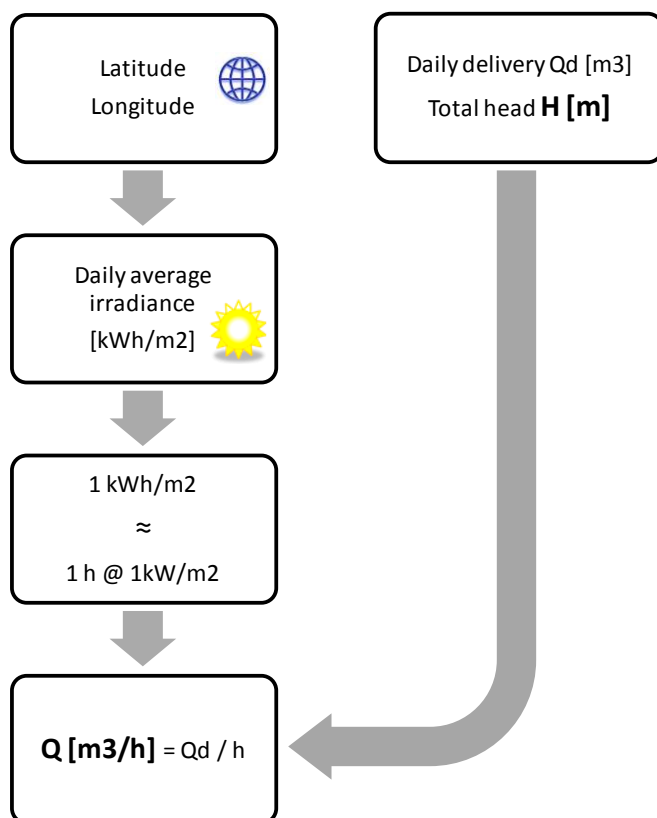 Latitude
Longitude
Daily delivery Qd [m3]
Total head H [m]
Daily average
irradiance
[kWh/m2]
1 kWh/m2
≈
1 h @ 1kW/m2
Q [m3/h] = Qd / h